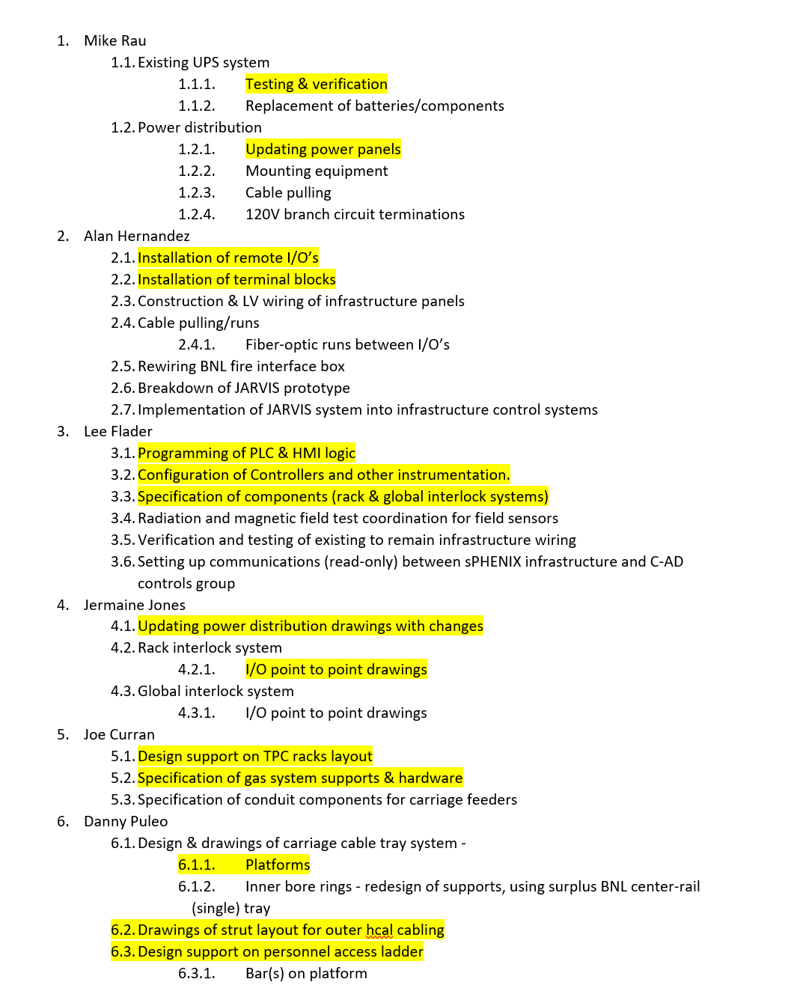 1. Mike Rau
1.1. Existing UPS system
1.1.1. Testing & verification
1.1.2. Replacement of batteries/components
1.2. Power distribution
1.2.1. Updating power panels
1.2.2. Mounting equipment
1.2.3. Cable pulling
1.2.4. 120V branch circuit terminations
2. Alan Hernandez
2.1. Installation of remote I/O’s
2.2. Installation of terminal blocks
2.3. Construction & LV wiring of infrastructure panels
2.4. Cable pulling/runs
2.4.1. Fiber-optic runs between I/O’s
2.5. Rewiring BNL fire interface box
2.6. Breakdown of JARVIS prototype
2.7. Implementation of JARVIS system into infrastructure control systems
3. Lee Flader
3.1. Programming of PLC & HMI logic
3.2. Configuration of Controllers and other instrumentation.
3.3. Specification of components (rack & global interlock systems)
3.4. Radiation and magnetic field test coordination for field sensors
3.5. Verification and testing of existing to remain infrastructure wiring
3.6. Setting up communications (read-only) between sPHENIX infrastructure and C-AD
controls group
4. Jermaine Jones
4.1. Updating power distribution drawings with changes
4.2. Rack interlock system
4.2.1. I/O point to point drawings
4.3. Global interlock system
4.3.1. I/O point to point drawings
5. Joe Curran
5.1. Design support on TPC racks layout
5.2. Specification of gas system supports & hardware
5.3. Specification of conduit components for carriage feeders
6. Danny Puleo
6.1. Design & drawings of carriage cable tray system -
6.1.1. Platforms
6.1.2. Inner bore rings - redesign of supports, using surplus BNL center-rail
(single) tray
6.2. Drawings of strut layout for outer hcal cabling
6.3. Design support on personnel access ladder
6.3.1. Bar(s) on platform